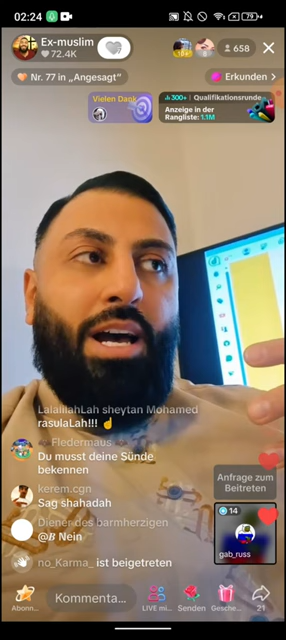 02:24
79
Ex-muslim
72.4K
658
Nr. 77 in „Angesagt“
Erkunden >
Vielen Dank
300+ | Qualifikationsrunde
Anzeige in der
Rangliste: 1.1M
LalalilahLah sheytan Mohamed
rasulaLah!!! ☝
Fledermaus
Du musst deine Sünde
bekennen
kerem.cgn
Sag shahadah
Diener des barmherzigen
@B Nein
no_Karma_ ist beigetreten
Anfrage zum
Beitreten
14
gab_russ
Abonn...
Kommenta...
LIVE mi...
Senden
Gesche...
21